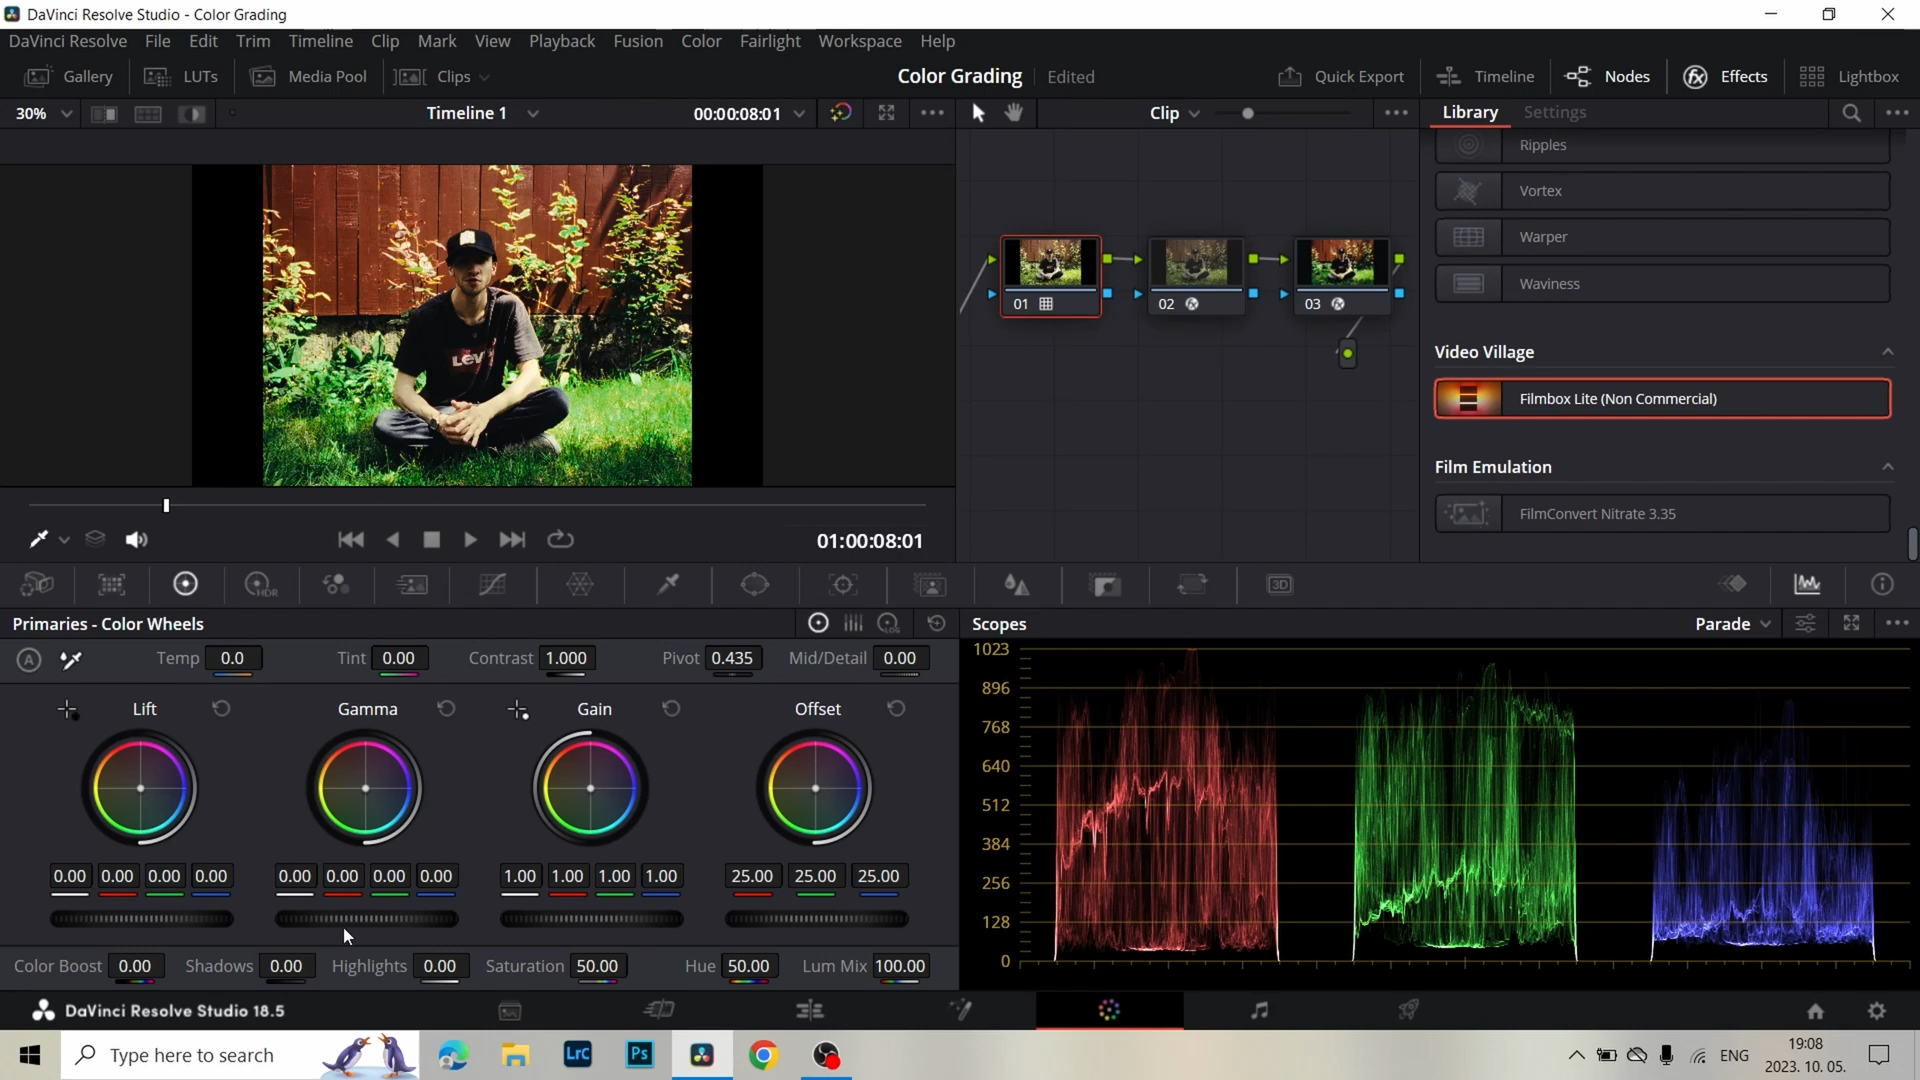 DaVinci Resolve Studio - Color Grading
DaVinci Resolve File Edit Trim Timeline Clip Mark View Playback Fusion Color Fairlight Workspace Help
Gallery LUTs Media Pool Clips Color Grading Edited Quick Export Timeline Nodes Effects Lightbox
30% Timeline 1 00:00:08:01 Clip Library Settings
Ripples
Vortex
Warper
Waviness
01 02 03
Video Village
Filmbox Lite (Non Commercial)
Film Emulation
FilmConvert Nitrate 3.35
LEVI
01:00:08:01
HDR
3D
Primaries - Color Wheels
LOG
Scopes Parade
A Temp 0.0 Tint 0.00 Contrast 1.000 Pivot 0.435 Mid/Detail 0.00
Lift Gamma Gain Offset
0.00 0.00 0.00 0.00 0.00 0.00 0.00 0.00 1.00 1.00 1.00 1.00 25.00 25.00 25.00
Color Boost 0.00 Shadows 0.00 Highlights 0.00 Saturation 50.00 Hue 50.00 Lum Mix 100.00
1023
896
768
640
512
384
256
128
0
DaVinci Resolve Studio 18.5
Type here to search LrC Ps ENG 19:08
2023. 10. 05.